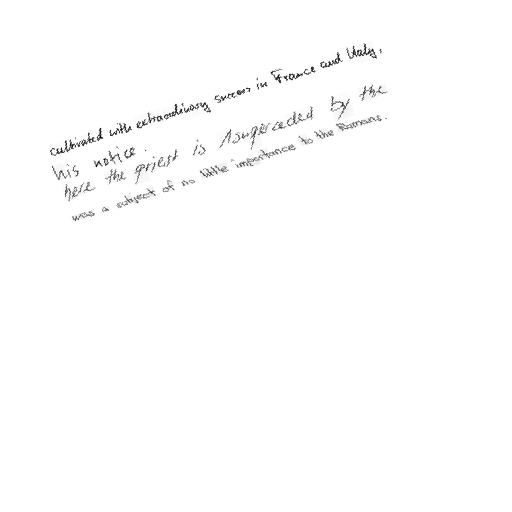 cultivated with extraordinary success in France and Italy,
his notice.
here the priest is superceded by the
was a subject of no little importance to the Romans.